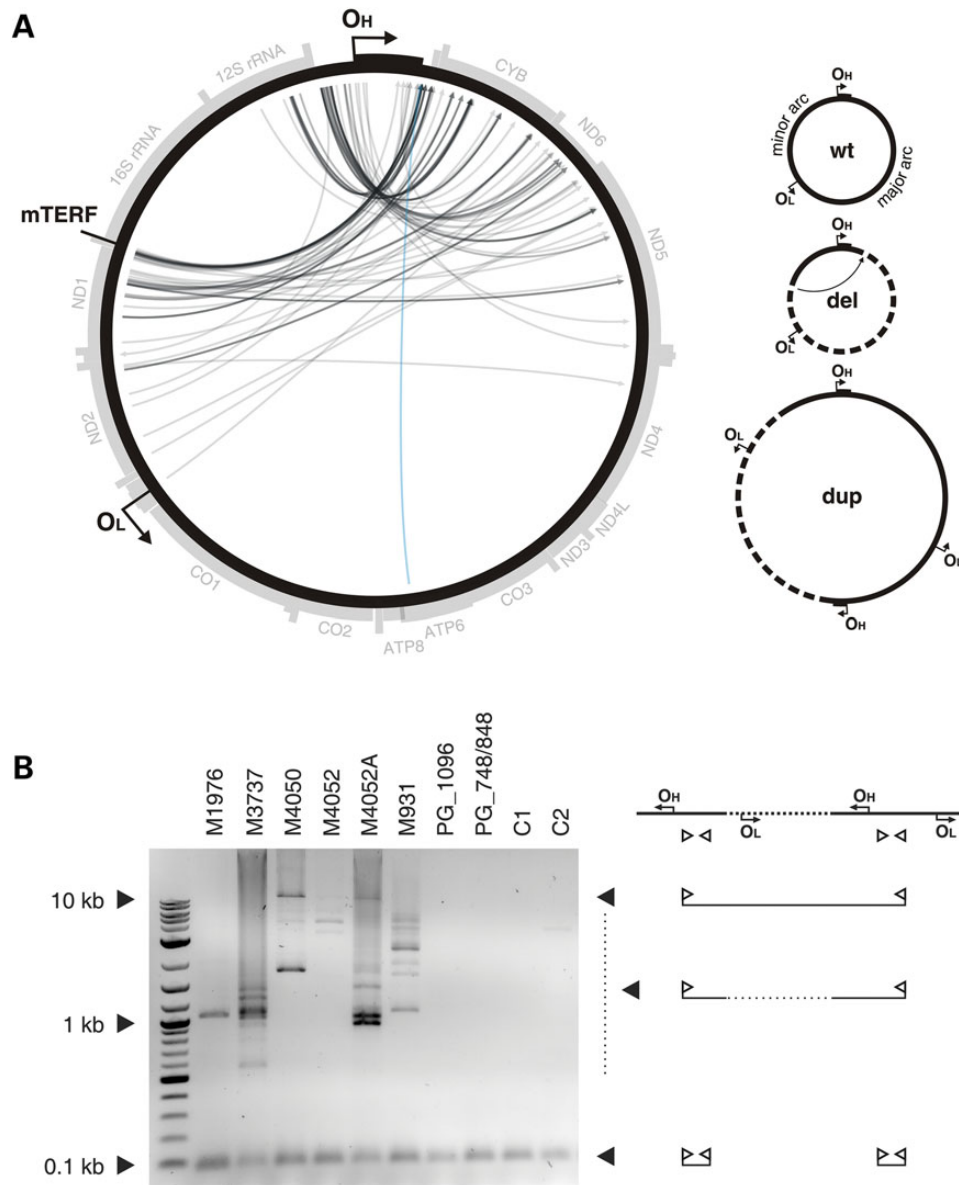 A
OH
12S rRNA
CYB
16S rRNA
ND6
mTERF
ND1
ND5
ND2
ND4
OL
ND4L
ND3
CO1
CO3
CO2
ATP6
ATP8
OH
minor arc
wt
major arc
OL
OH
del
OL
OH
OL
dup
OL
OH
B
M1976
M3737
M4050
M4052
M4052A
M931
PG_1096
PG_748/848
C1
C2
10 kb
1 kb
0.1 kb
OH
OH
OL
OL